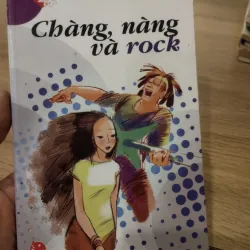 Chàng, nàng
và rock